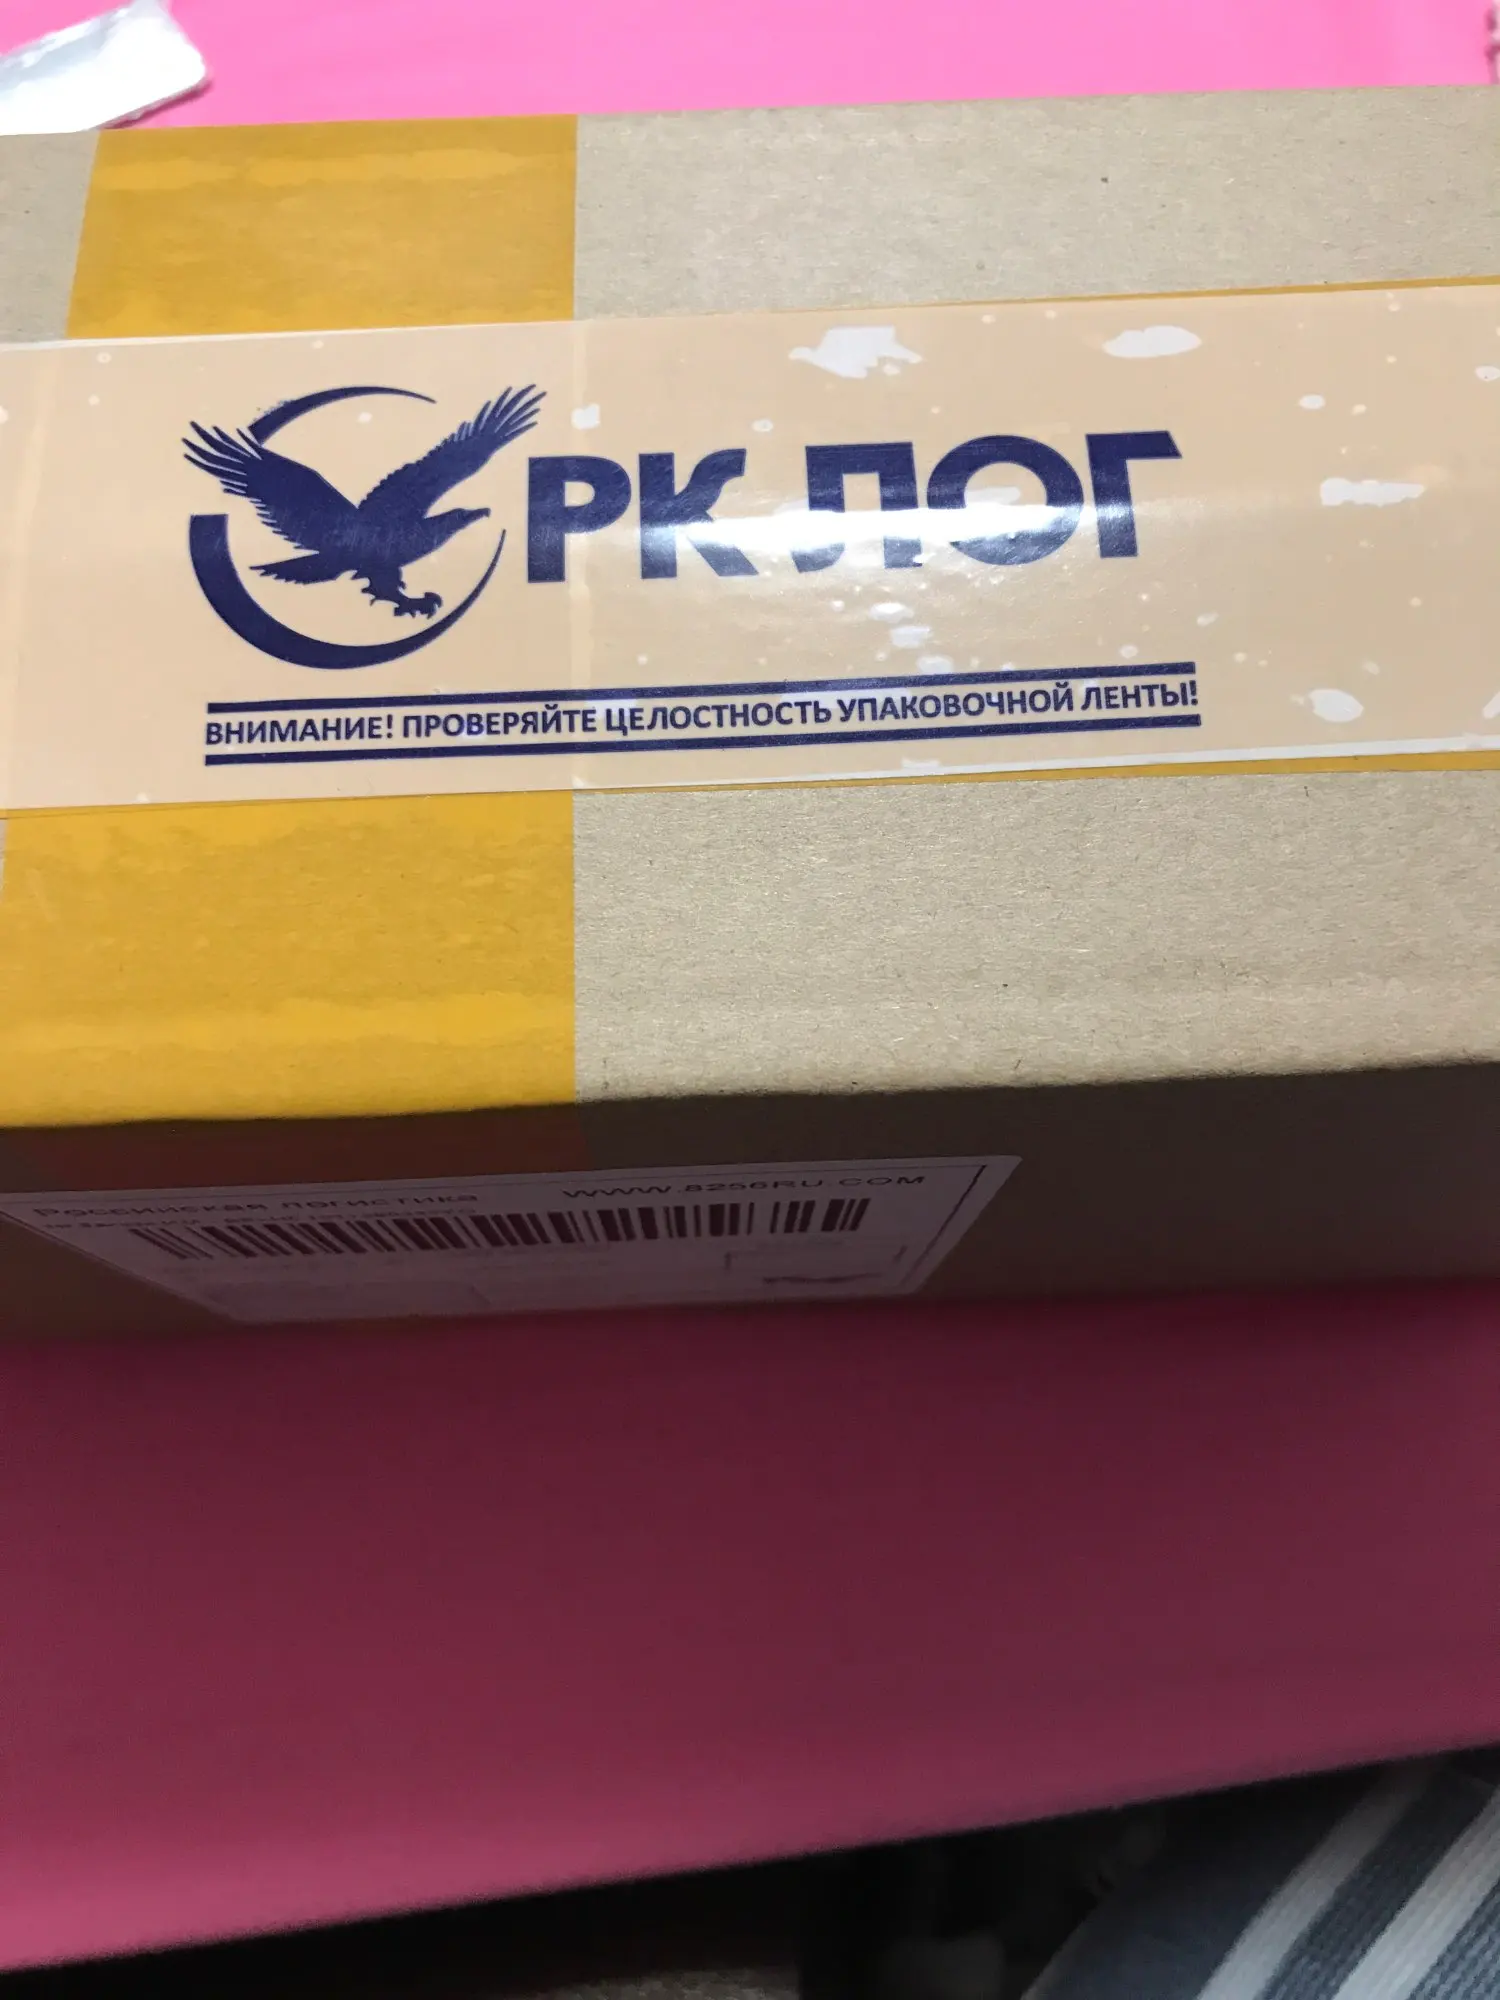 РК ЛОГ
ВНИМАНИЕ! ПРОВЕРЯЙТЕ ЦЕЛОСТНОСТЬ УПАКОВОЧНОЙ ЛЕНТЫ!
Российская логистика WWW.8256RU.COM